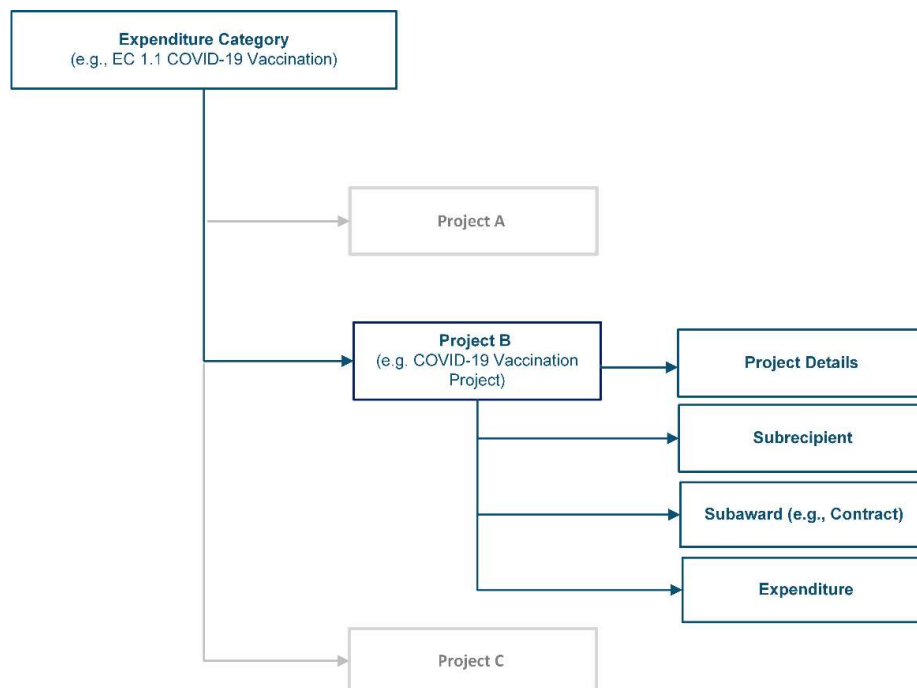 Expenditure Category
(e.g., EC 1.1 COVID-19 Vaccination)
Project A
Project B
(e.g. COVID-19 Vaccination
Project)
Project Details
Subrecipient
Subaward (e.g., Contract)
Expenditure
Project C